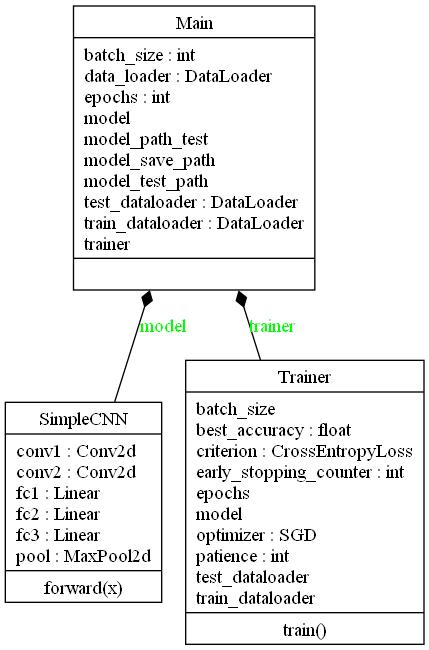 Main
batch_size : int
data_loader : DataLoader
epochs : int
model
model_path_test
model_save_path
model_test_path
test_dataloader : DataLoader
train_dataloader : DataLoader
trainer
model
trainer
SimpleCNN
conv1 : Conv2d
conv2 : Conv2d
fc1 : Linear
fc2 : Linear
fc3 : Linear
pool : MaxPool2d
forward(x)
Trainer
batch_size
best_accuracy : float
criterion : CrossEntropyLoss
early_stopping_counter : int
epochs
model
optimizer : SGD
patience : int
test_dataloader
train_dataloader
train()